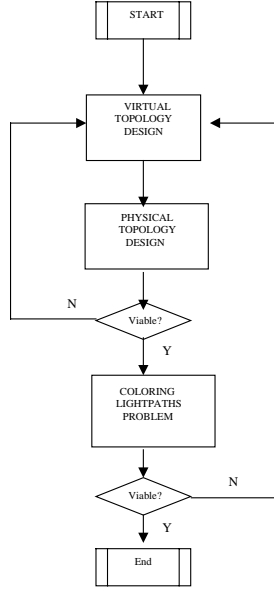 START
VIRTUAL
TOPOLOGY
DESIGN
PHYSICAL
TOPOLOGY
DESIGN
N
Viable?
Y
COLORING
LIGHTPATHS
PROBLEM
N
Viable?
Y
End